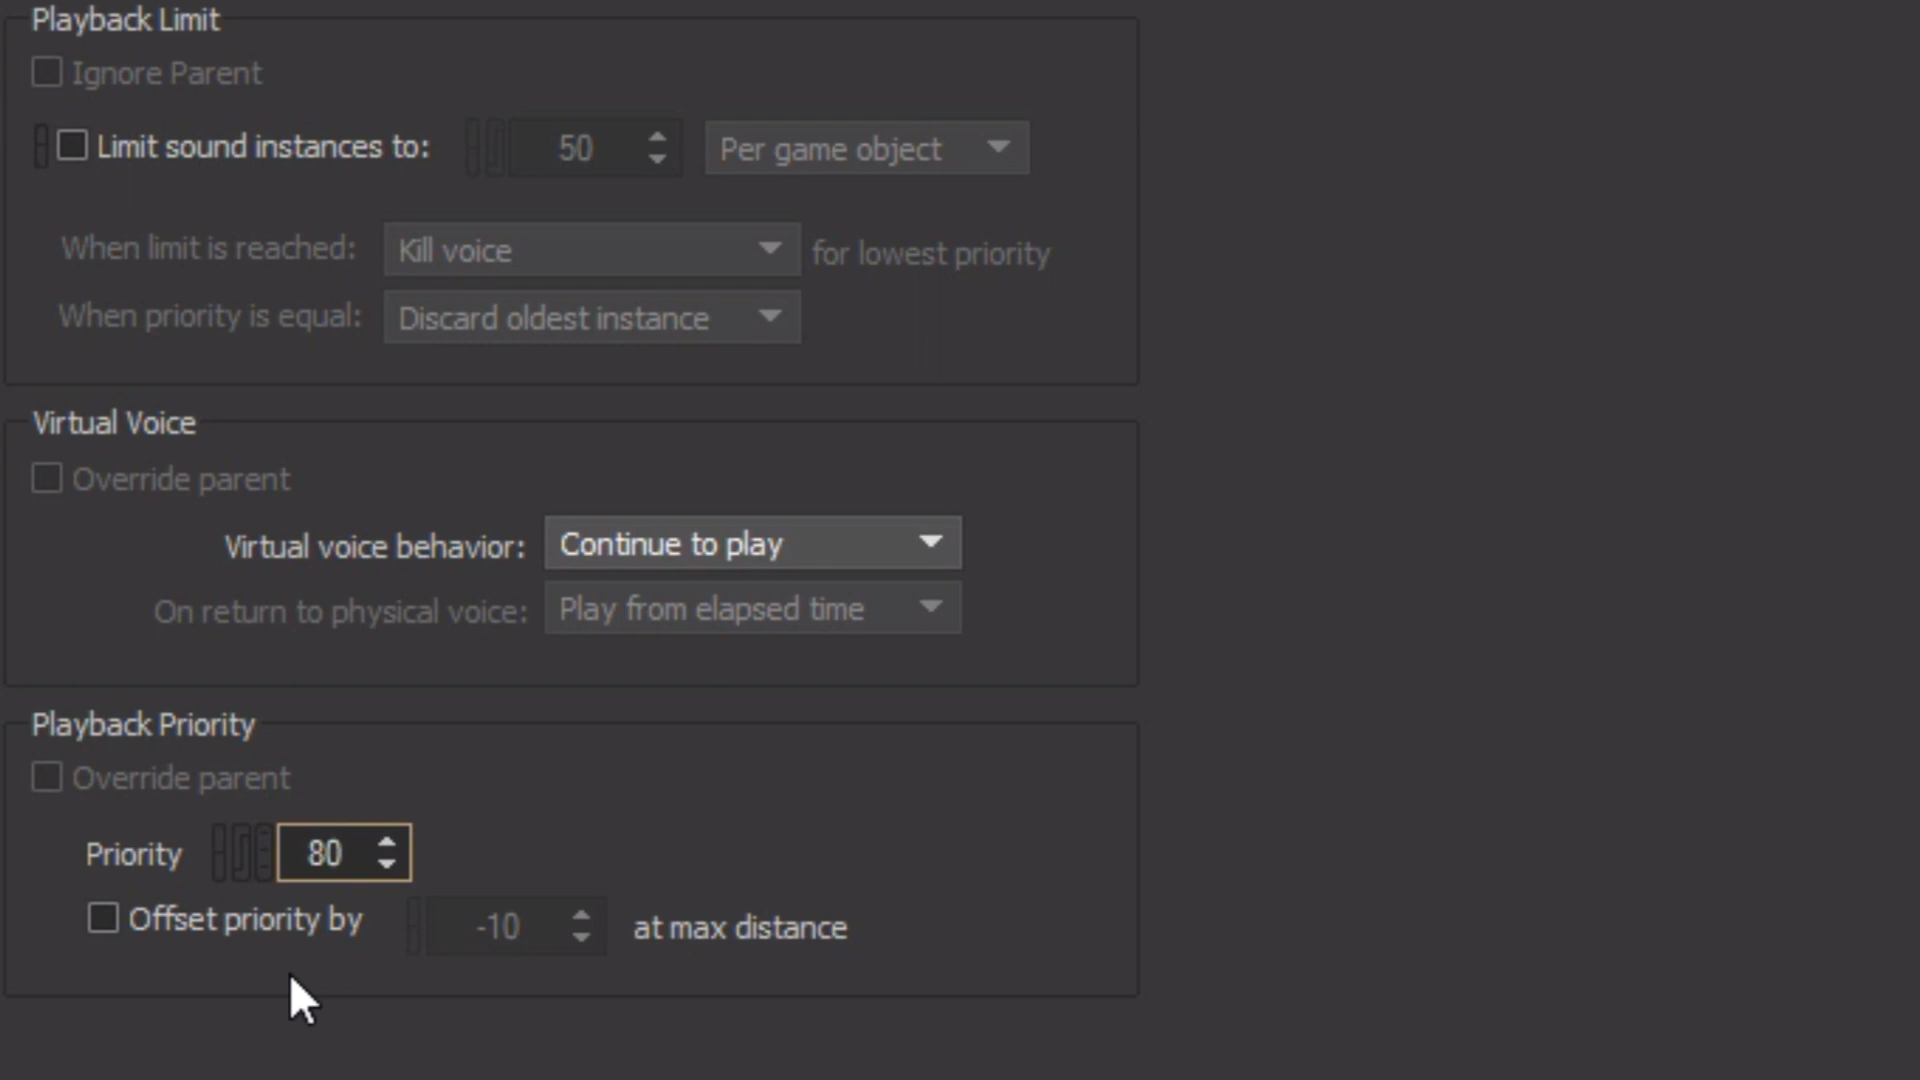 Playback Limit
Ignore Parent
Limit sound instances to: 50 Per game object
When limit is reached: Kill voice for lowest priority
When priority is equal: Discard oldest instance
Virtual Voice
Override parent
Virtual voice behavior: Continue to play
On return to physical voice: Play from elapsed time
Playback Priority
Override parent
Priority 80
Offset priority by -10 at max distance